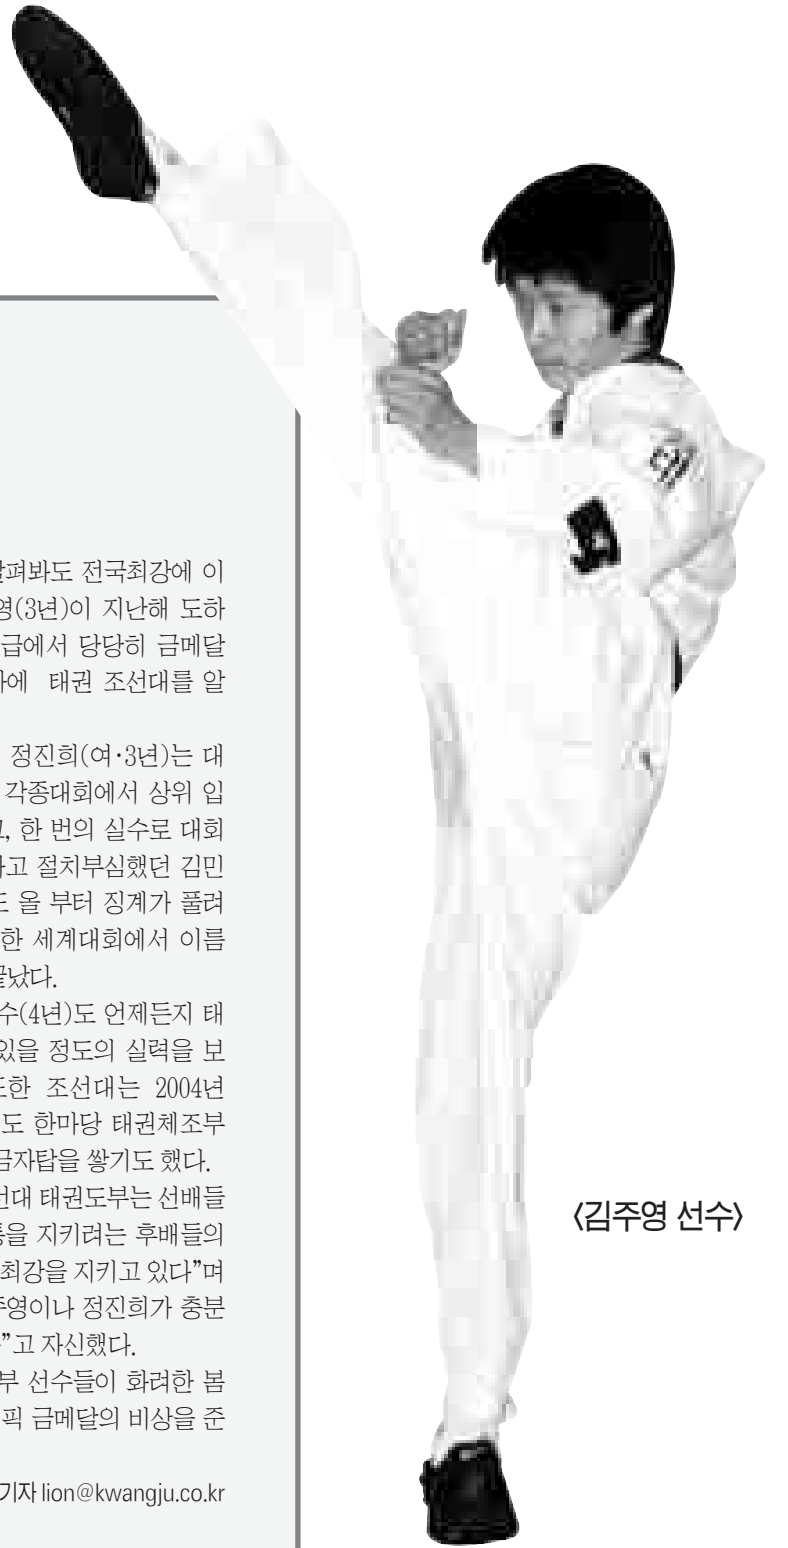 살펴봐도 전국최강에 이
영(3년)이 지난해 도하
급에서 당당히 금메달
에 태권 조선대를 알
정진희(여·3년)는 대
각종대회에서 상위 입
, 한 번의 실수로 대회
하고 절치부심했던 김민
도 올 부터 징계가 풀려
한 세계대회에서 이름
끝났다.
수(4년)도 언제든지 태
있을 정도의 실력을 보
또한 조선대는 2004년
도 한마당 태권체조부
금자탑을 쌓기도 했다.
선대 태권도부는 선배들
통을 지키려는 후배들의
최강을 지키고 있다”며
주영이나 정진희가 충분
”고 자신했다.
부 선수들이 화려한 봄
픽 금메달의 비상을 준
기자 lion@kwangju.co.kr
태
〈김주영 선수〉